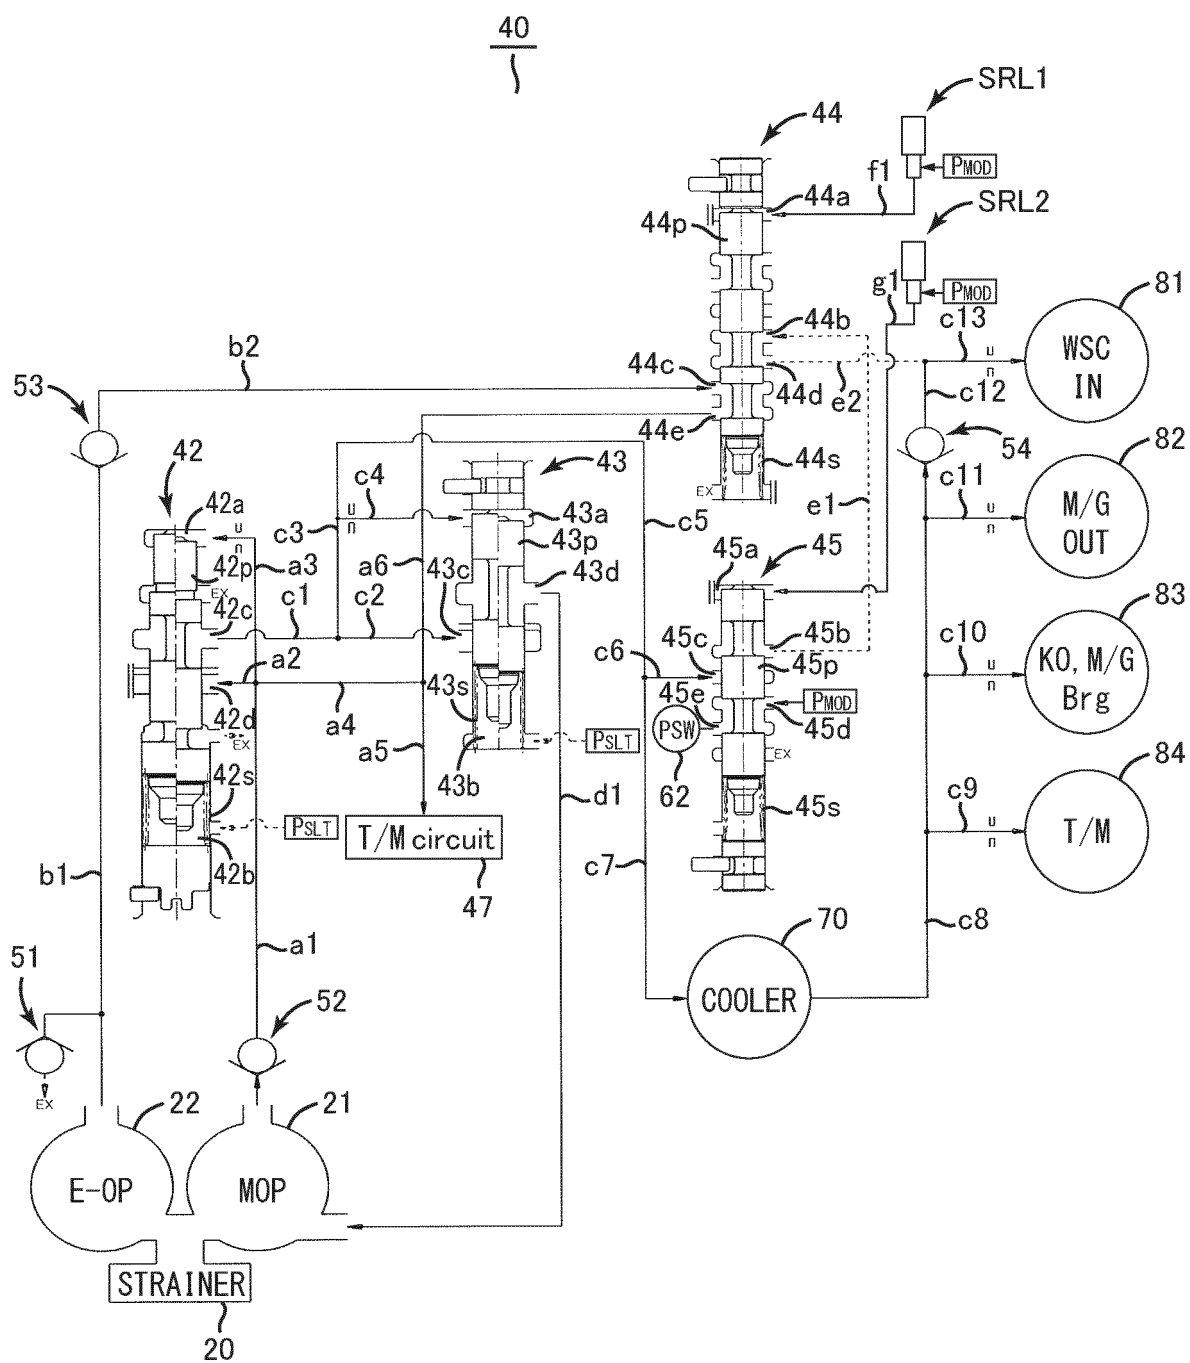 40
SRL1
44
PMOD
f1
44a
SRL2
44p
g1
PMOD
81
44b
c13
WSC
IN
b2
53
44c
44d
e2
c12
44e
54
82
42
43
44s
c4
EX
c11
M/G
OUT
42a
43a
e1
c3
c5
43p
45a
45
a3
a6
42p
43c
43d
83
EX
42c
c1
c2
45c
45b
c10
K0, M/G
Brg
a2
c6
45p
43s
45e
PMOD
42d
a4
PSW
45d
EX
a5
PSLT
62
EX
84
42s
43b
c9
d1
45s
T/M
PSLT
T/M circuit
c7
42b
b1
47
70
c8
a1
51
52
COOLER
EX
22
21
E-OP
MOP
STRAINER
20